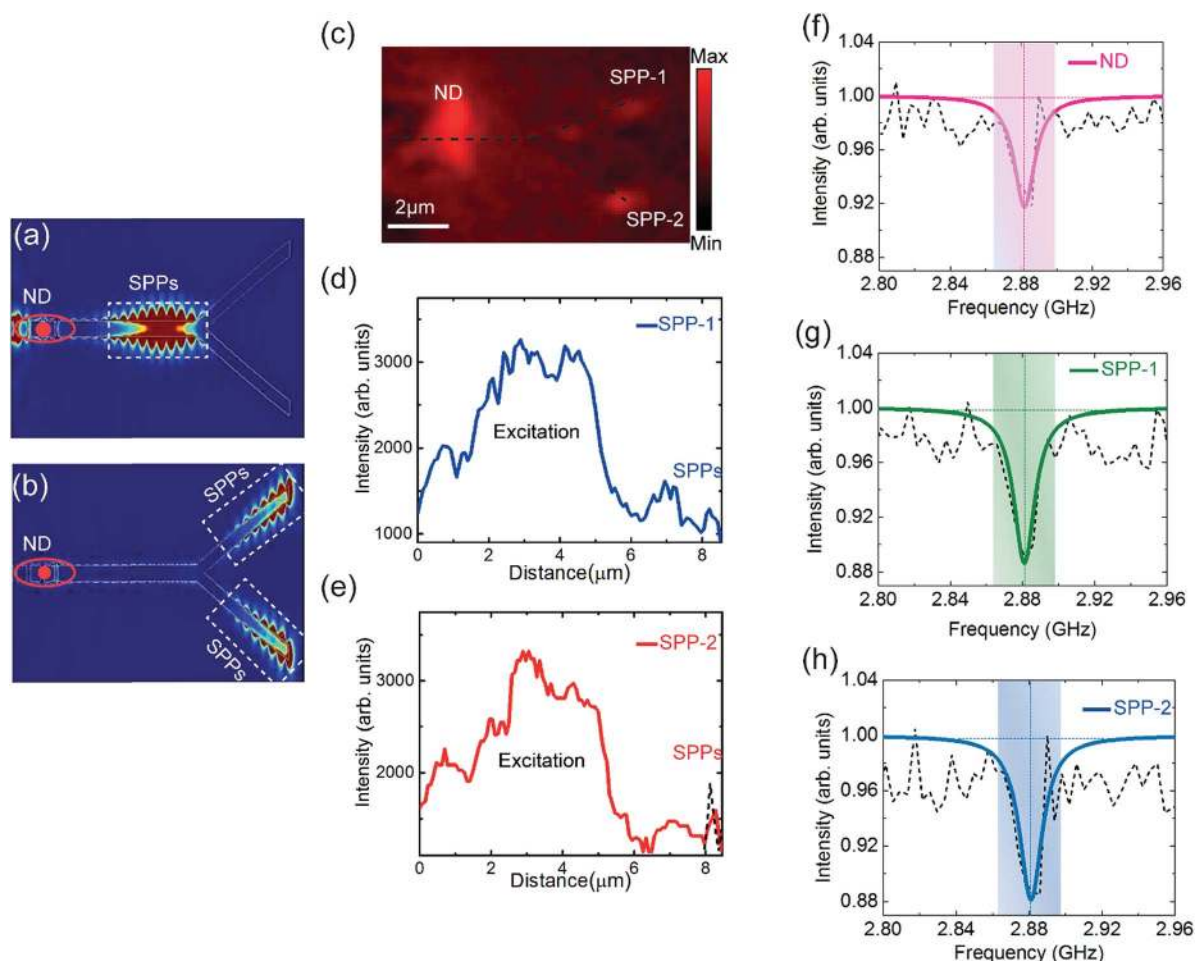 (a)
ND
SPPs
(b)
ND
SPPs
SPPs
(c)
ND
SPP-1
SPP-2
2μm
Max
Min
(d)
SPP-1
Intensity (arb. units)
3000
2000
1000
Excitation
SPPs
0 2 4 6 8
Distance(μm)
(e)
SPP-2
Intensity (arb. units)
3000
2000
Excitation
SPPs
0 2 4 6 8
Distance(μm)
(f)
ND
Intensity (arb. units)
1.04
1.00
0.96
0.92
0.88
2.80 2.84 2.88 2.92 2.96
Frequency (GHz)
(g)
SPP-1
Intensity (arb. units)
1.04
1.00
0.96
0.92
0.88
2.80 2.84 2.88 2.92 2.96
Frequency (GHz)
(h)
SPP-2
Intensity (arb. units)
1.04
1.00
0.96
0.92
0.88
2.80 2.84 2.88 2.92 2.96
Frequency (GHz)